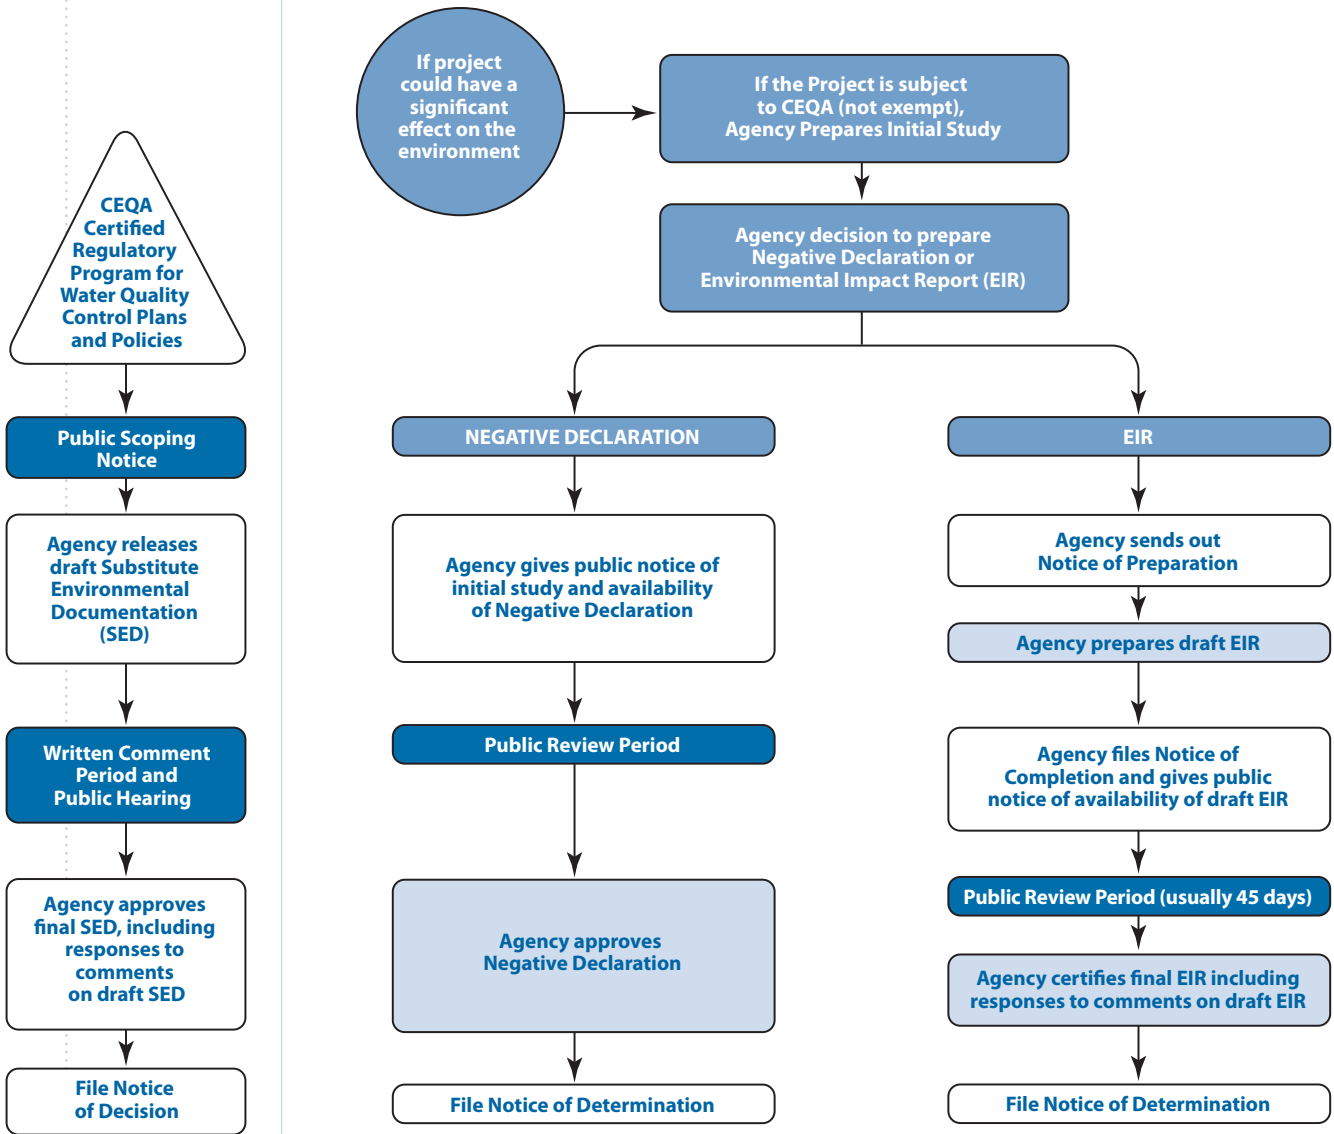 CEQA
Certified
Regulatory
Program for
Water Quality
Control Plans
and Policies
Public Scoping
Notice
Agency releases
draft Substitute
Environmental
Documentation
(SED)
Written Comment
Period and
Public Hearing
Agency approves
final SED, including
responses to
comments
on draft SED
File Notice
of Decision
If project
could have a
significant
effect on the
environment
If the Project is subject
to CEQA (not exempt),
Agency Prepares Initial Study
Agency decision to prepare
Negative Declaration or
Environmental Impact Report (EIR)
NEGATIVE DECLARATION
Agency gives public notice of
initial study and availability
of Negative Declaration
Public Review Period
Agency approves
Negative Declaration
File Notice of Determination
EIR
Agency sends out
Notice of Preparation
Agency prepares draft EIR
Agency files Notice of
Completion and gives public
notice of availability of draft EIR
Public Review Period (usually 45 days)
Agency certifies final EIR including
responses to comments on draft EIR
File Notice of Determination